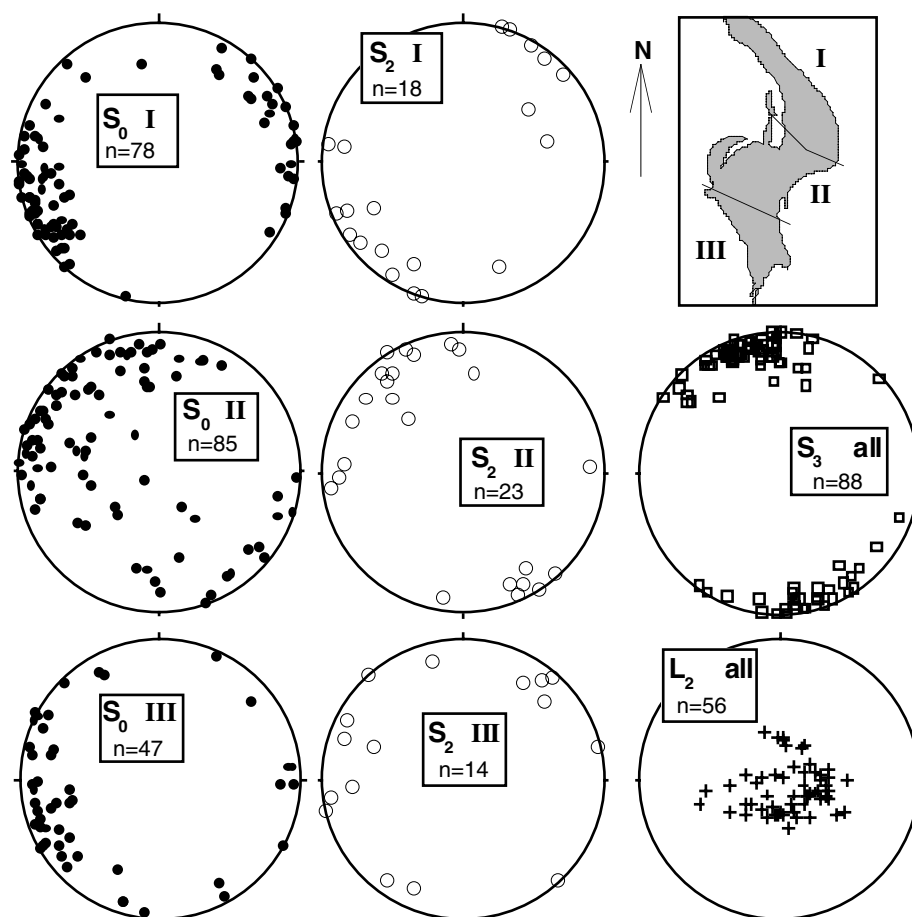 S₀ I
n=78
S₂ I
n=18
N
I
II
III
S₀ II
n=85
S₂ II
n=23
S₃ all
n=88
S₀ III
n=47
S₂ III
n=14
L₂ all
n=56